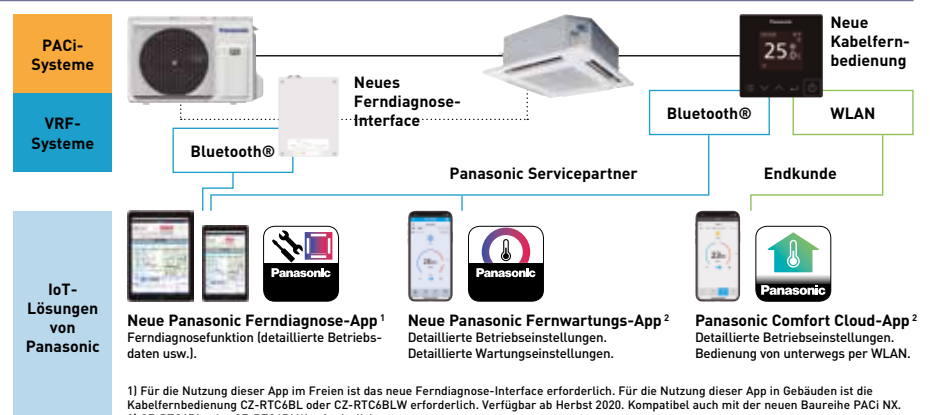 PACi-
Systeme
VRF-
Systeme
IoT-
Lösungen
von
Panasonic
Panasonic
Neues
Ferndiagnose-
Interface
Panasonic
25
Neue
Kabelfern-
bedienung
Bluetooth®
Bluetooth®
WLAN
Panasonic Servicepartner
Endkunde
Panasonic
Panasonic
Panasonic
Neue Panasonic Ferndiagnose-App 1
Ferndiagnosefunktion (detaillierte Betriebs-
daten usw.).
Neue Panasonic Fernwartungs-App 2
Detaillierte Betriebseinstellungen.
Detaillierte Wartungseinstellungen.
Panasonic Comfort Cloud-App 2
Detaillierte Betriebseinstellungen.
Bedienung von unterwegs per WLAN.
1) Für die Nutzung dieser App im Freien ist das neue Ferndiagnose-Interface erforderlich. Für die Nutzung dieser App in Gebäuden ist die
Kabelfernbedienung CZ-RTC6BL oder CZ-RTC6BLW erforderlich. Verfügbar ab Herbst 2020. Kompatibel auch mit der neuen Baureihe PACi NX.